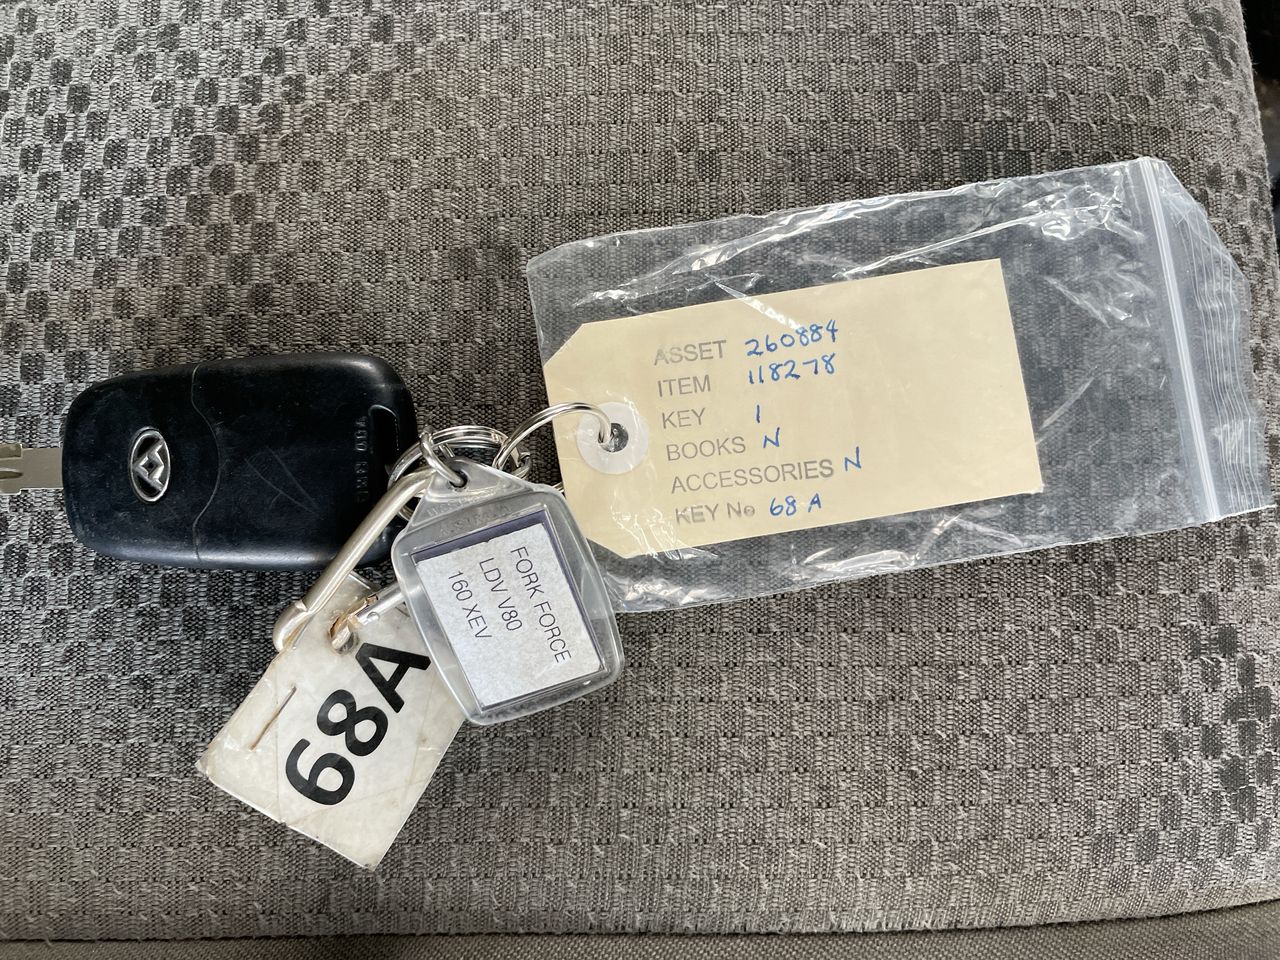 ASSET 260884
ITEM 118278
KEY 1
BOOKS N
ACCESSORIES N
KEY No 68 A
FORK FORCE
LDV V80
160 XEV
68A